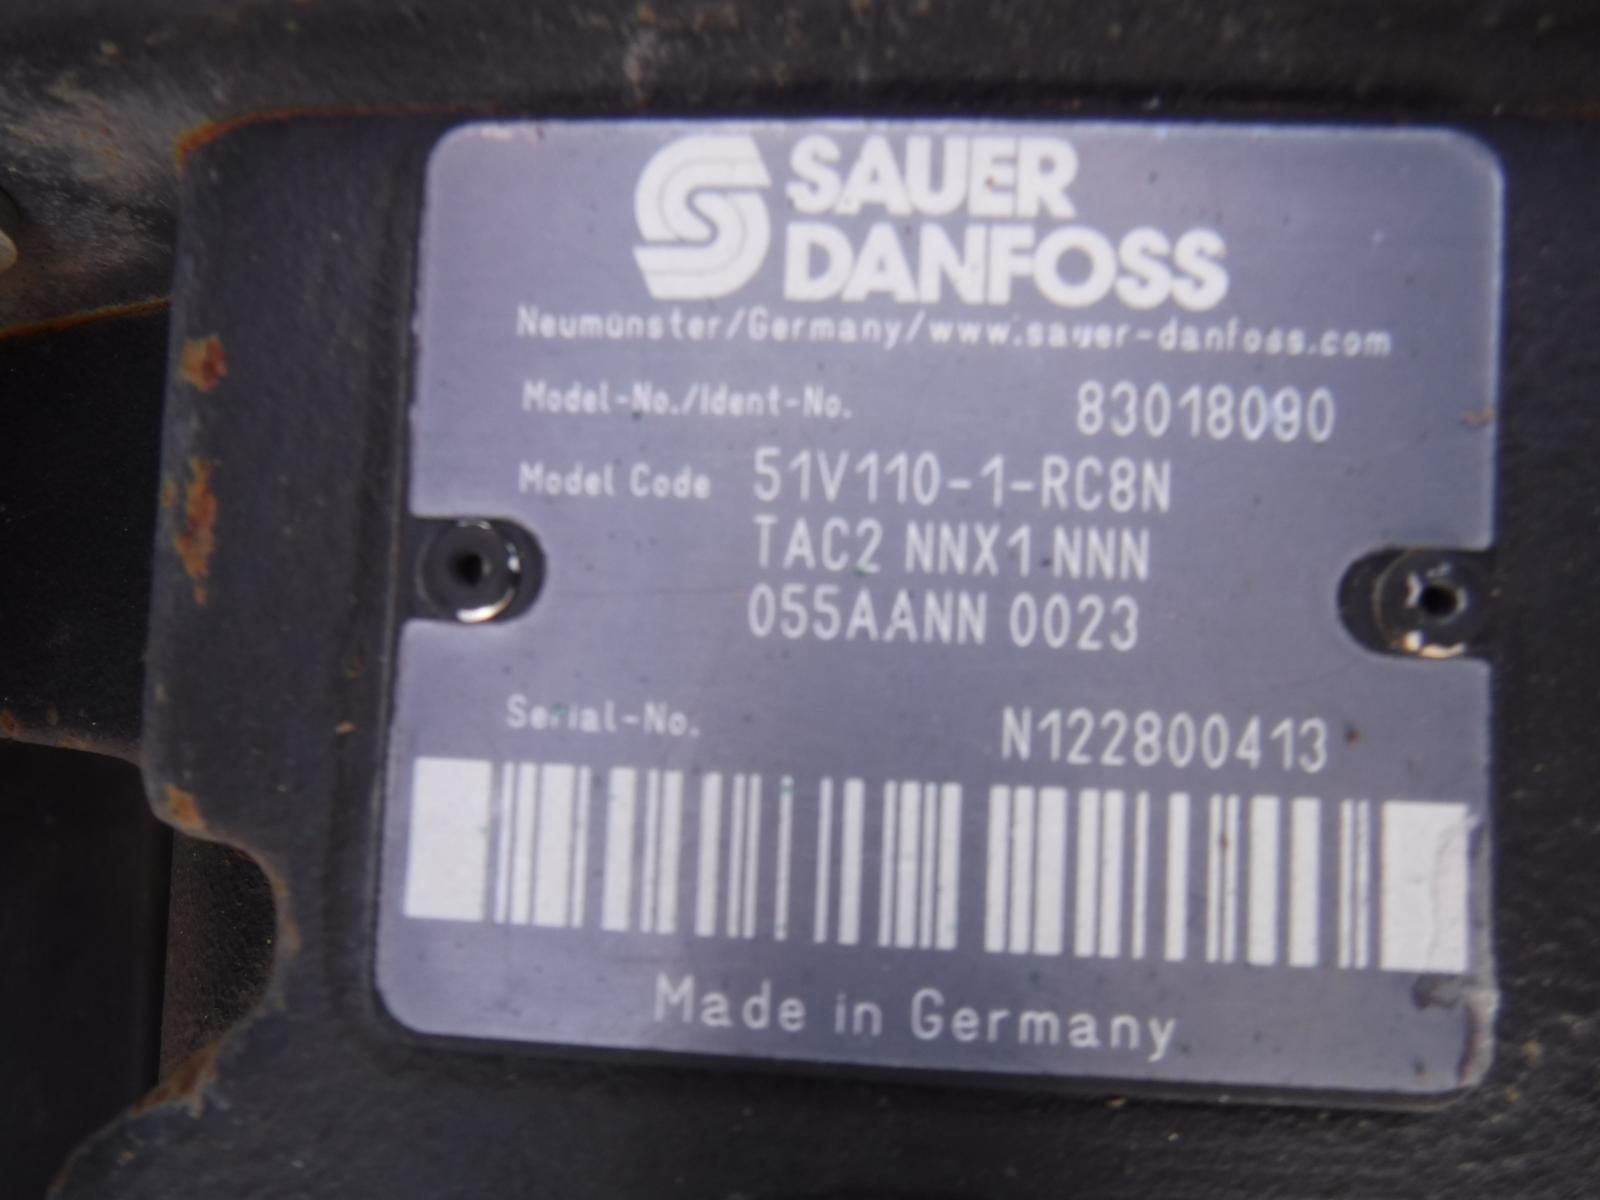 SAUER
DANFOSS
Neumünster/Germany/www.sauer-danfoss.com
Model-No./Ident-No. 83018090
Model Code 51V110-1-RC8N
TAC2 NNX1 NNN
055AANN 0023
Serial-No. N122800413
Made in Germany